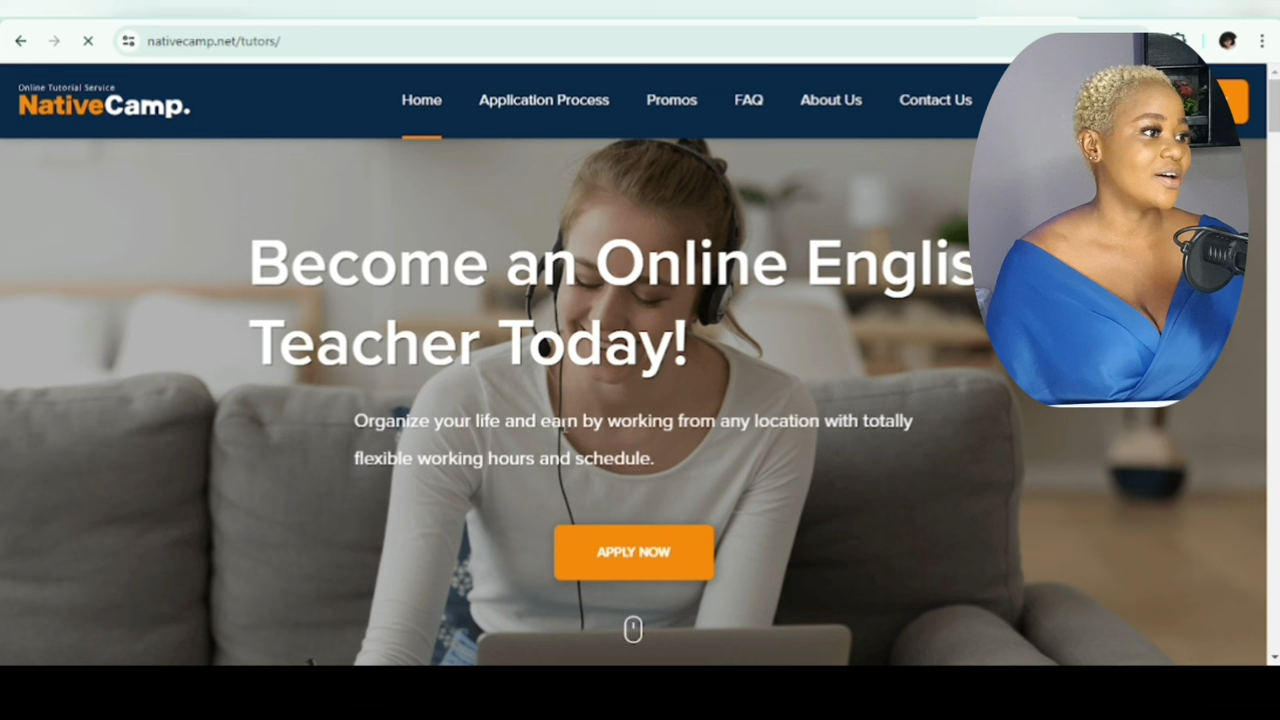 nativecamp.net/tutors/
Online Tutorial Service
NativeCamp.
Home Application Process Promos FAQ About Us Contact Us
Become an Online Englis
Teacher Today!
Organize your life and earn by working from any location with totally
flexible working hours and schedule.
APPLY NOW